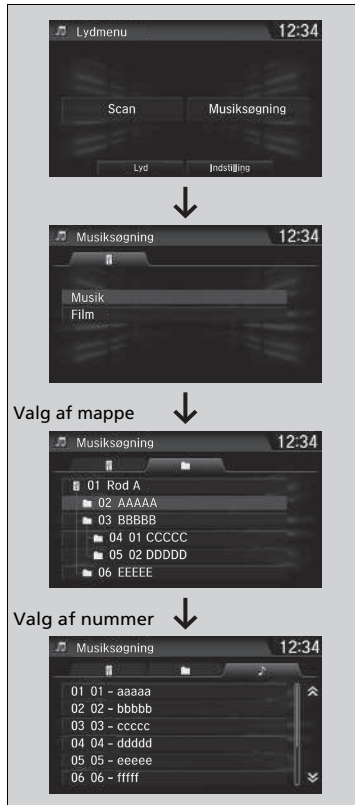 Lydmenu 12:34
Scan Musiksøgning
Lyd Indstilling
Musiksøgning 12:34
Musik
Film
Valg af mappe
Musiksøgning 12:34
01 Rod A
02 AAAAA
03 BBBBB
04 01 CCCCC
05 02 DDDDD
06 EEEEE
Valg af nummer
Musiksøgning 12:34
01 01 – aaaaa
02 02 – bbbbb
03 03 – ccccc
04 04 – ddddd
05 05 – eeeee
06 06 – fffff